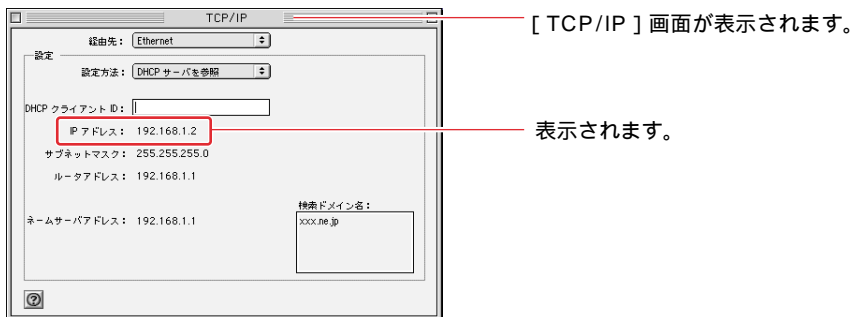 TCP/IP
［TCP/IP］画面が表示されます。
経由先： Ethernet
設定
設定方法： DHCP サーバを参照
DHCP クライアント ID：
IP アドレス： 192.168.1.2
表示されます。
サブネットマスク： 255.255.255.0
ルータアドレス： 192.168.1.1
検索ドメイン名：
ネームサーバアドレス： 192.168.1.1
xxx.ne.jp
?